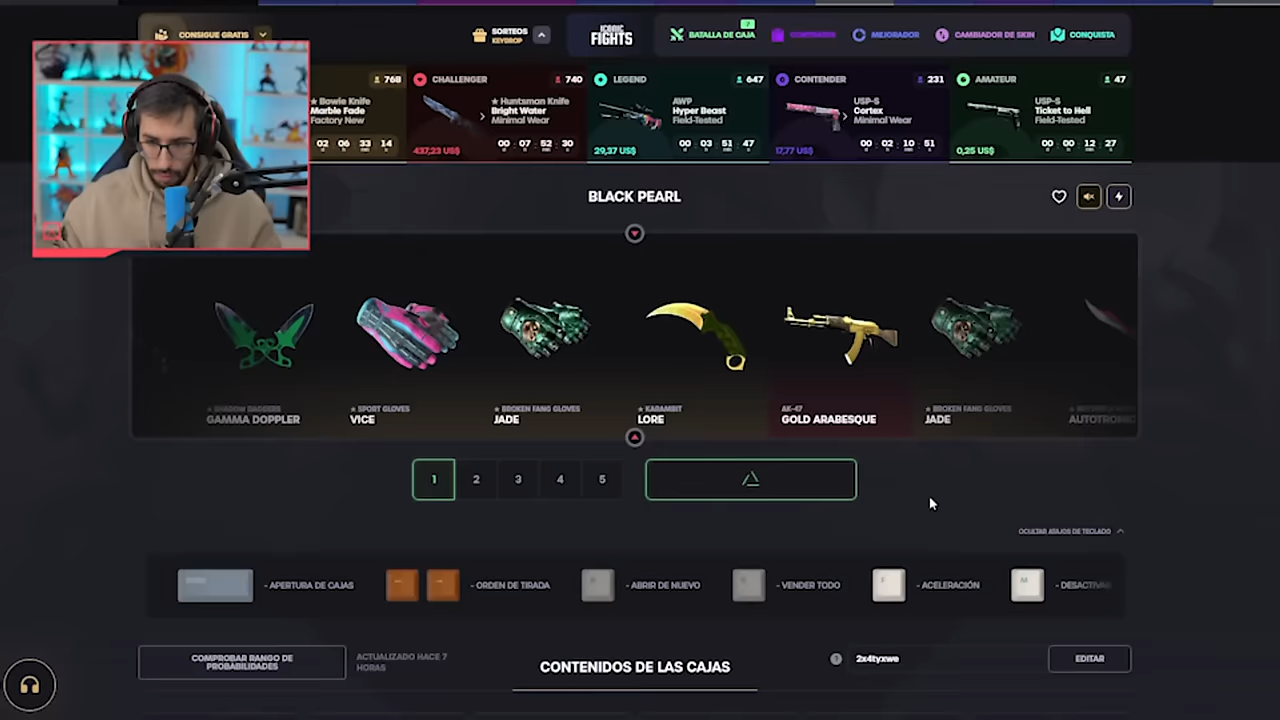 CONSIGUE GRATIS
SORTEOS
KEYDROP
ICONIC
FIGHTS
BATALLA DE CAJA
7
CONTRATOS
MEJORADOR
CAMBIADOR DE SKIN
CONQUISTA
768
★ Bowie Knife
Marble Fade
Factory New
02 06 33 14
CHALLENGER
740
★ Huntsman Knife
Bright Water
Minimal Wear
437,23 US$
00 07 52 30
LEGEND
647
AWP
Hyper Beast
Field-Tested
29,37 US$
00 03 51 47
CONTENDER
231
USP-S
Cortex
Minimal Wear
17,77 US$
00 02 10 51
AMATEUR
47
USP-S
Ticket to Hell
Field-Tested
0,25 US$
00 00 12 27
BLACK PEARL
★ SHADOW DAGGERS
GAMMA DOPPLER
★ SPORT GLOVES
VICE
★ BROKEN FANG GLOVES
JADE
★ KARAMBIT
LORE
AK-47
GOLD ARABESQUE
★ BROKEN FANG GLOVES
JADE
AUTOTRONIC
1 2 3 4 5
OCULTAR ATAJOS DE TECLADO
- APERTURA DE CAJAS
- ORDEN DE TIRADA
- ABRIR DE NUEVO
- VENDER TODO
F
- ACELERACIÓN
M
- DESACTIVAR
COMPROBAR RANGO DE
PROBABILIDADES
ACTUALIZADO HACE 7
HORAS
CONTENIDOS DE LAS CAJAS
2x4tyxwe
EDITAR